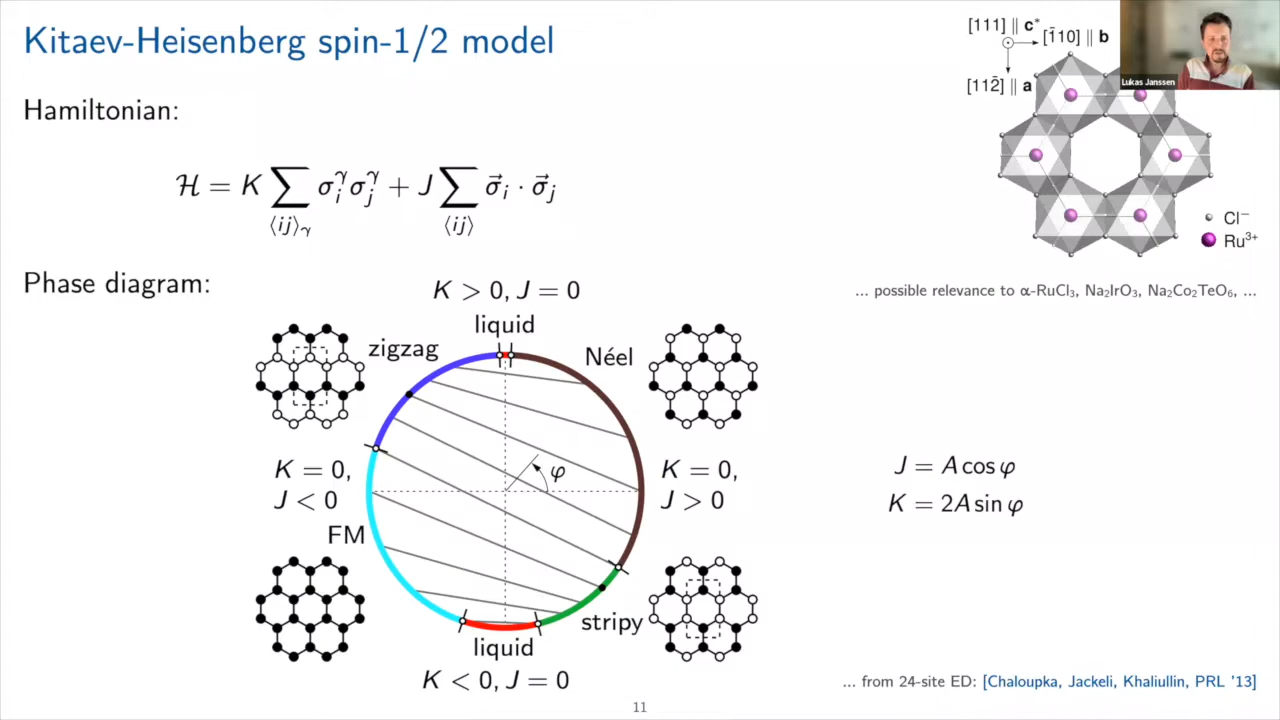 Kitaev-Heisenberg spin-1/2 model
[111] ∥ c*
[1̄10] ∥ b
[112̄] ∥ a
Lukas Janssen
Hamiltonian:
ℋ = K ∑⟨ij⟩γ σᵢ^γ σⱼ^γ + J ∑⟨ij⟩ σ⃗ᵢ · σ⃗ⱼ
Cl⁻
Ru³⁺
Phase diagram:
... possible relevance to α-RuCl₃, Na₂IrO₃, Na₂Co₂TeO₆, ...
K > 0, J = 0
liquid
zigzag
Néel
K = 0,
J < 0
φ
K = 0,
J > 0
J = A cos φ
K = 2A sin φ
FM
stripy
liquid
K < 0, J = 0
... from 24-site ED: [Chaloupka, Jackeli, Khaliullin, PRL '13]
11